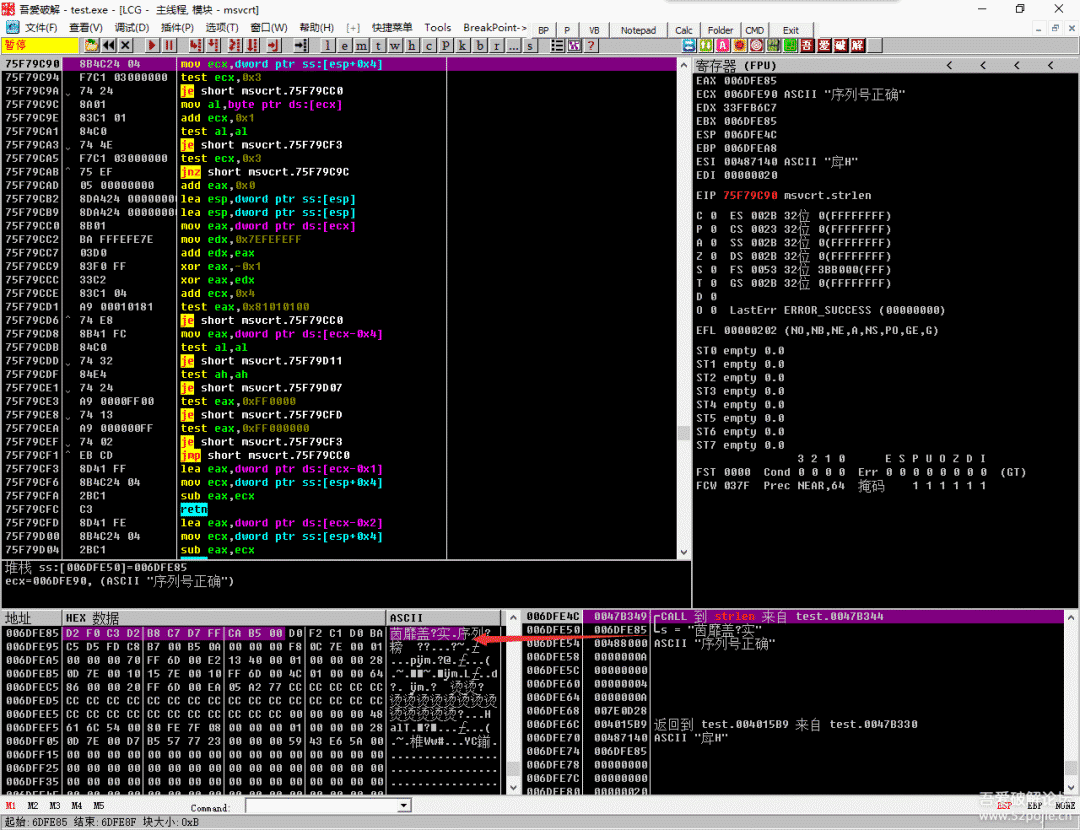 吾爱破解 - test.exe - [LCG - 主线程, 模块 - msvcrt]
文件(F) 查看(V) 调试(D) 插件(P) 选项(T) 窗口(W) 帮助(H) [+] 快捷菜单 Tools BreakPoint-> BP P VB Notepad Calc Folder CMD Exit
暂停 l e m t w h c P k b r ... s ? 吾 爱 破 解
75F79C90 8B4C24 04 mov ecx,dword ptr ss:[esp+0x4]
75F79C94 F7C1 03000000 test ecx,0x3
75F79C9A 74 24 je short msvcrt.75F79CC0
75F79C9C 8A01 mov al,byte ptr ds:[ecx]
75F79C9E 83C1 01 add ecx,0x1
75F79CA1 84C0 test al,al
75F79CA3 74 4E je short msvcrt.75F79CF3
75F79CA5 F7C1 03000000 test ecx,0x3
75F79CAB 75 EF jnz short msvcrt.75F79C9C
75F79CAD 05 00000000 add eax,0x0
75F79CB2 8DA424 0000000 lea esp,dword ptr ss:[esp]
75F79CB9 8DA424 0000000 lea esp,dword ptr ss:[esp]
75F79CC0 8B01 mov eax,dword ptr ds:[ecx]
75F79CC2 BA FFFEFE7E mov edx,0x7EFEFEFF
75F79CC7 03D0 add edx,eax
75F79CC9 83F0 FF xor eax,-0x1
75F79CCC 33C2 xor eax,edx
75F79CCE 83C1 04 add ecx,0x4
75F79CD1 A9 00010181 test eax,0x81010100
75F79CD6 74 E8 je short msvcrt.75F79CC0
75F79CD8 8B41 FC mov eax,dword ptr ds:[ecx-0x4]
75F79CDB 84C0 test al,al
75F79CDD 74 32 je short msvcrt.75F79D11
75F79CDF 84E4 test ah,ah
75F79CE1 74 24 je short msvcrt.75F79D07
75F79CE3 A9 0000FF00 test eax,0xFF0000
75F79CE8 74 13 je short msvcrt.75F79CFD
75F79CEA A9 000000FF test eax,0xFF000000
75F79CEF 74 02 je short msvcrt.75F79CF3
75F79CF1 EB CD jmp short msvcrt.75F79CC0
75F79CF3 8D41 FF lea eax,dword ptr ds:[ecx-0x1]
75F79CF6 8B4C24 04 mov ecx,dword ptr ss:[esp+0x4]
75F79CFA 2BC1 sub eax,ecx
75F79CFC C3 retn
75F79CFD 8D41 FE lea eax,dword ptr ds:[ecx-0x2]
75F79D00 8B4C24 04 mov ecx,dword ptr ss:[esp+0x4]
75F79D04 2BC1 sub eax,ecx
堆栈 ss:[006DFE50]=006DFE85
ecx=006DFE90, (ASCII "序列号正确")
寄存器 (FPU) < < < <
EAX 006DFE85
ECX 006DFE90 ASCII "序列号正确"
EDX 33FFB6C7
EBX 006DFE85
ESP 006DFE4C
EBP 006DFEA8
ESI 00487140 ASCII "帍H"
EDI 00000020
EIP 75F79C90 msvcrt.strlen
C 0 ES 002B 32位 0(FFFFFFFF)
P 0 CS 0023 32位 0(FFFFFFFF)
A 0 SS 002B 32位 0(FFFFFFFF)
Z 0 DS 002B 32位 0(FFFFFFFF)
S 0 FS 0053 32位 3BB000(FFF)
T 0 GS 002B 32位 0(FFFFFFFF)
D 0
O 0 LastErr ERROR_SUCCESS (00000000)
EFL 00000202 (NO,NB,NE,A,NS,PO,GE,G)
ST0 empty 0.0
ST1 empty 0.0
ST2 empty 0.0
ST3 empty 0.0
ST4 empty 0.0
ST5 empty 0.0
ST6 empty 0.0
ST7 empty 0.0
3 2 1 0 E S P U O Z D I
FST 0000 Cond 0 0 0 0 Err 0 0 0 0 0 0 0 0 (GT)
FCW 037F Prec NEAR,64 掩码 1 1 1 1 1 1
地址 HEX 数据 ASCII
006DFE85 D2 F0 C3 D2 B8 C7 D7 FF CA B5 00 D0 F2 C1 D0 BA 茵靡盖?实.序列?
006DFE95 C5 D5 FD C8 B7 00 B5 0A 00 00 00 F8 0C 7E 00 01
006DFEA5 00 00 00 70 FF 6D 00 E2 13 40 00 01 00 00 00 28
006DFEB5 0D 7E 00 10 15 7E 00 10 FF 6D 00 4C 01 00 00 64
006DFEC5 86 00 00 20 FF 6D 00 EA 05 A2 77 CC CC CC CC CC
006DFED5 CC CC CC CC CC CC CC CC CC CC CC CC CC CC CC CC 烫烫烫烫烫烫烫烫
006DFEE5 CC CC CC CC CC CC CC CC CC CC CC 00 00 00 00 48 烫烫烫烫烫?...H
006DFEF5 61 6C 54 00 80 FE 7F 08 00 00 00 01 00 00 00 28
006DFF05 0D 7E 00 D7 B5 57 77 23 00 00 00 59 43 E6 5A 00
006DFF15 00 00 00 00 00 00 00 00 00 00 00 00 00 00 00 00 ................
006DFF25 00 00 00 00 00 00 00 00 00 00 00 00 00 00 00 00 ................
006DFF35 00 00 00 00 00 00 00 00 00 00 00 00 00 00 00 00 ................
006DFE4C 0047B349 CALL 到 strlen 来自 test.0047B344
006DFE50 006DFE85 s = "茵靡盖?实"
006DFE54 00488000 ASCII "序列号正确"
006DFE58 0000000A
006DFE5C 00000000
006DFE60 00000004
006DFE64 0000000A
006DFE68 007E0D28
006DFE6C 004015B9 返回到 test.004015B9 来自 test.0047B330
006DFE70 00487140 ASCII "帍H"
006DFE74 006DFE85
006DFE78 00000000
006DFE7C 00000000
006DFE80 00000020
M1 M2 M3 M4 M5 Command: ESP EBP NONE
起始: 6DFE85 结束: 6DFE8F 块大小: 0xB
吾爱破解论坛
www.52pojie.cn